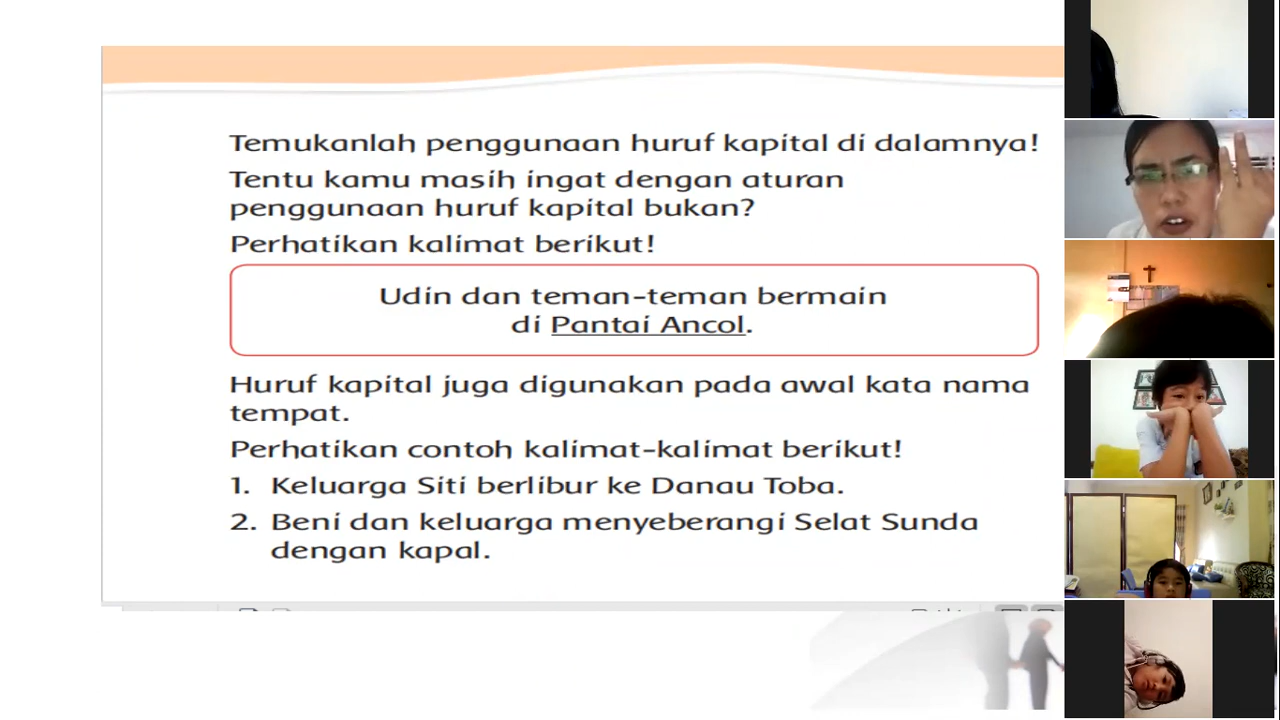 Temukanlah penggunaan huruf kapital di dalamnya!
Tentu kamu masih ingat dengan aturan
penggunaan huruf kapital bukan?
Perhatikan kalimat berikut!
Udin dan teman-teman bermain
di Pantai Ancol.
Huruf kapital juga digunakan pada awal kata nama
tempat.
Perhatikan contoh kalimat-kalimat berikut!
1. Keluarga Siti berlibur ke Danau Toba.
2. Beni dan keluarga menyeberangi Selat Sunda
dengan kapal.